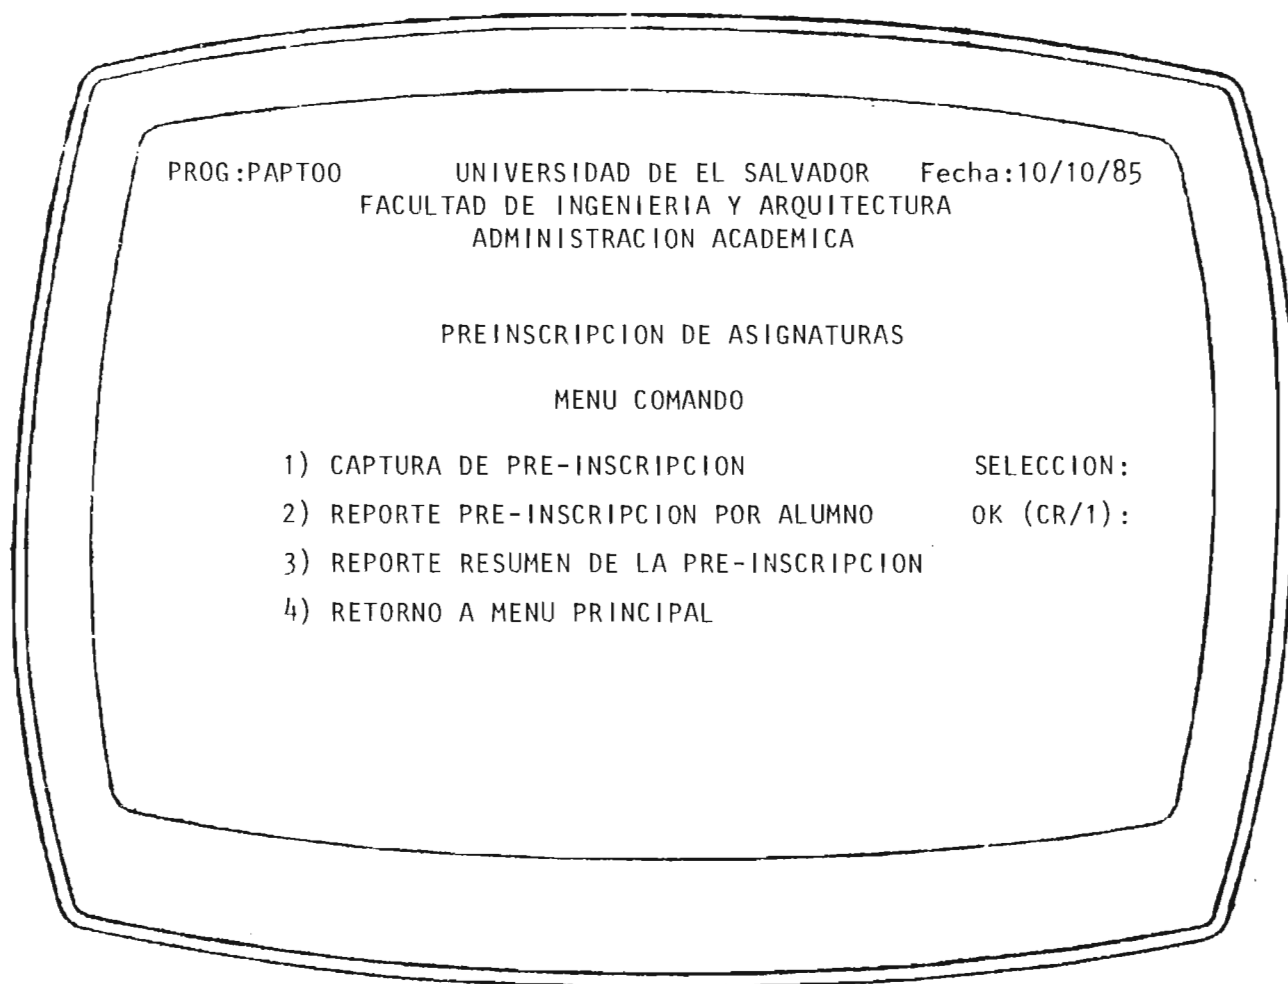 PROG:PAPT00 UNIVERSIDAD DE EL SALVADOR Fecha:10/10/85
FACULTAD DE INGENIERIA Y ARQUITECTURA
ADMINISTRACION ACADEMICA
PREINSCRIPCION DE ASIGNATURAS
MENU COMANDO
1) CAPTURA DE PRE-INSCRIPCION SELECCION:
2) REPORTE PRE-INSCRIPCION POR ALUMNO OK (CR/1):
3) REPORTE RESUMEN DE LA PRE-INSCRIPCION
4) RETORNO A MENU PRINCIPAL